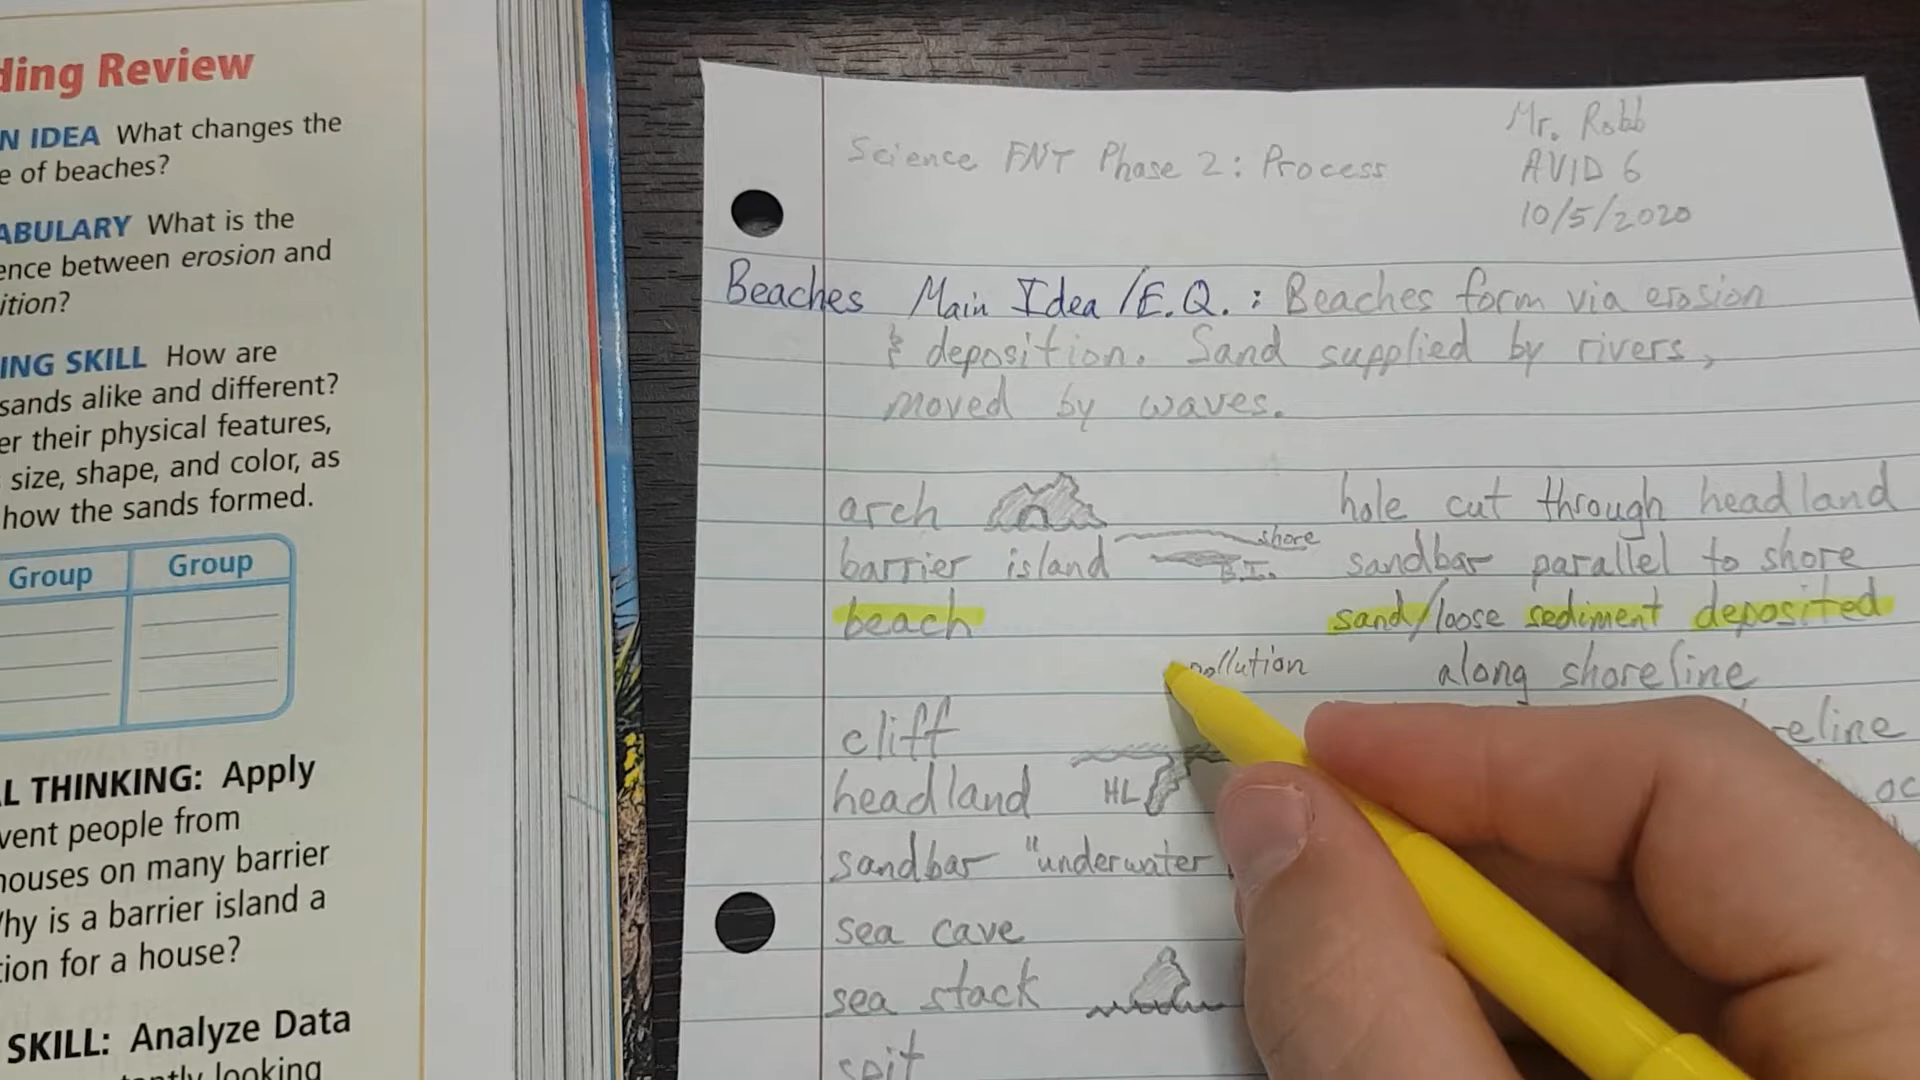 ding Review
N IDEA What changes the
e of beaches?
ABULARY What is the
ence between erosion and
ition?
ING SKILL How are
sands alike and different?
er their physical features,
size, shape, and color, as
how the sands formed.
Group Group
L THINKING: Apply
vent people from
houses on many barrier
Why is a barrier island a
tion for a house?
SKILL: Analyze Data
tantly looking
Science FNT Phase 2: Process
Mr. Robb
AVID 6
10/5/2020
Beaches Main Idea/E.Q.: Beaches form via erosion
& deposition. Sand supplied by rivers,
moved by waves.
arch hole cut through headland
shore
barrier island B.I. sandbar parallel to shore
beach sand/loose sediment deposited
pollution along shoreline
cliff reline
headland HL oc
sandbar "underwater
sea cave
sea stack
spit